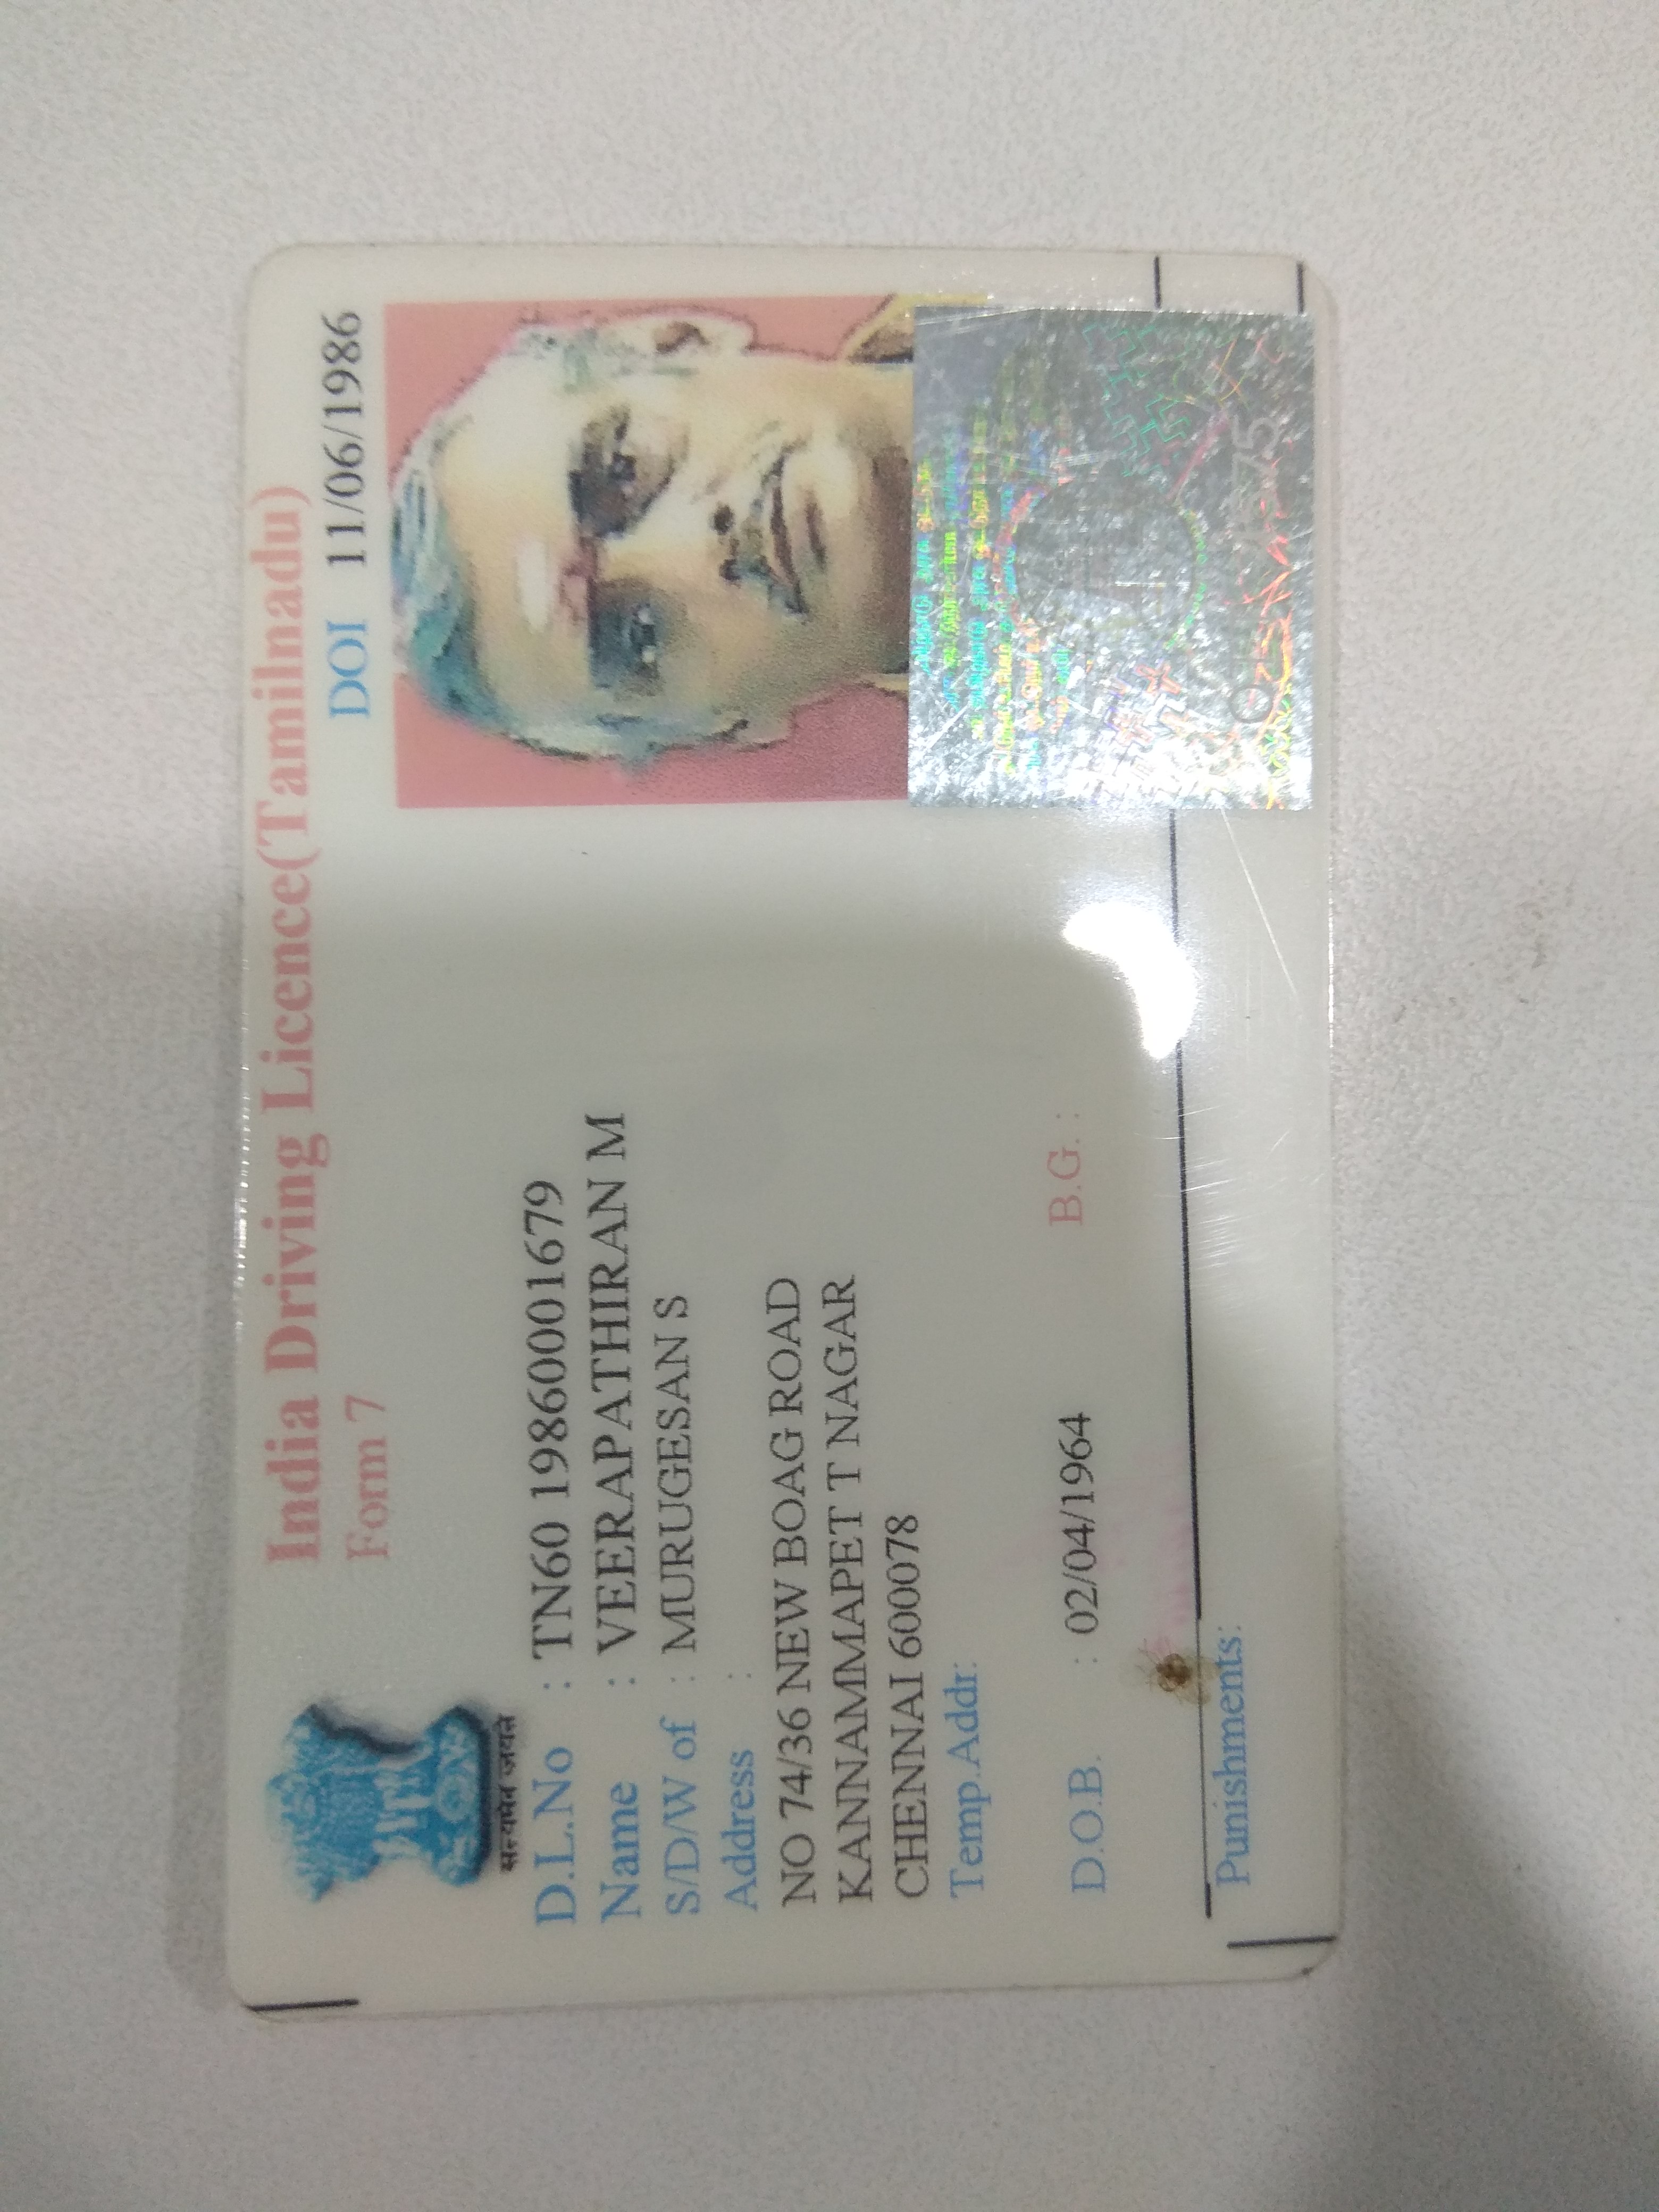 India Driving Licence(Tamilnadu)
Form 7
DOI 11/06/1986
सत्यमेव जयते
D.L.No : TN60 19860001679
Name : VEERAPATHIRAN M
S/D/W of : MURUGESAN S
Address :
NO 74/36 NEW BOAG ROAD
KANNAMMAPET T NAGAR
CHENNAI 600078
Temp.Addr:
D.O.B. : 02/04/1964 B.G. :
Punishments: